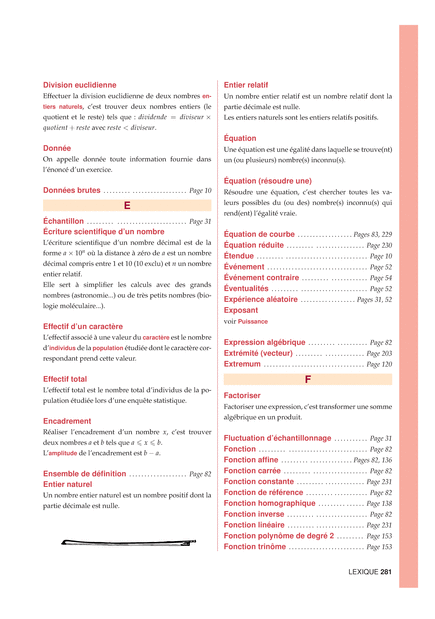 Division euclidienne
Effectuer la division euclidienne de deux nombres en-
tiers naturels, c'est trouver deux nombres entiers (le
quotient et le reste) tels que : dividende = diviseur ×
quotient + reste avec reste < diviseur.
Donnée
On appelle donnée toute information fournie dans
l'énoncé d'un exercice.
Données brutes .......................... Page 10
E
Échantillon ............................... Page 31
Écriture scientifique d'un nombre
L'écriture scientifique d'un nombre décimal est de la
forme a × 10ⁿ où la distance à zéro de a est un nombre
décimal compris entre 1 et 10 (10 exclu) et n un nombre
entier relatif.
Elle sert à simplifier les calculs avec des grands
nombres (astronomie...) ou de très petits nombres (bio-
logie moléculaire...).
Effectif d'un caractère
L'effectif associé à une valeur du caractère est le nombre
d'individus de la population étudiée dont le caractère cor-
respondant prend cette valeur.
Effectif total
L'effectif total est le nombre total d'individus de la po-
pulation étudiée lors d'une enquête statistique.
Encadrement
Réaliser l'encadrement d'un nombre x, c'est trouver
deux nombres a et b tels que a ⩽ x ⩽ b.
L'amplitude de l'encadrement est b − a.
Ensemble de définition ................... Page 82
Entier naturel
Un nombre entier naturel est un nombre positif dont la
partie décimale est nulle.
Entier relatif
Un nombre entier relatif est un nombre relatif dont la
partie décimale est nulle.
Les entiers naturels sont les entiers relatifs positifs.
Équation
Une équation est une égalité dans laquelle se trouve(nt)
un (ou plusieurs) nombre(s) inconnu(s).
Équation (résoudre une)
Résoudre une équation, c'est chercher toutes les va-
leurs possibles du (ou des) nombre(s) inconnu(s) qui
rend(ent) l'égalité vraie.
Équation de courbe .................. Pages 83, 229
Équation réduite ......................... Page 230
Étendue ................................... Page 10
Événement ................................ Page 52
Événement contraire ..................... Page 54
Éventualités ............................... Page 52
Expérience aléatoire .................. Pages 31, 52
Exposant
voir Puissance
Expression algébrique ................... Page 82
Extrémité (vecteur) ...................... Page 203
Extremum ................................ Page 120
F
Factoriser
Factoriser une expression, c'est transformer une somme
algébrique en un produit.
Fluctuation d'échantillonnage ........... Page 31
Fonction ................................... Page 82
Fonction affine ....................... Pages 82, 136
Fonction carrée ........................... Page 82
Fonction constante ...................... Page 231
Fonction de référence .................... Page 82
Fonction homographique ............... Page 138
Fonction inverse .......................... Page 82
Fonction linéaire ......................... Page 231
Fonction polynôme de degré 2 ......... Page 153
Fonction trinôme ......................... Page 153
LEXIQUE 281